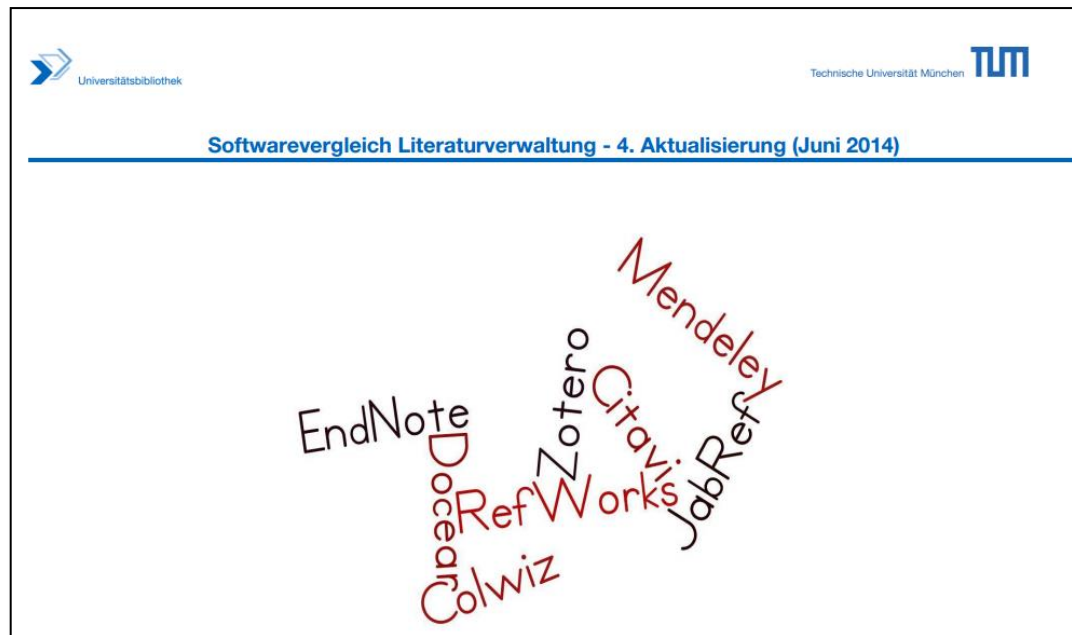 Universitätsbibliothek
Technische Universität München TUM
Softwarevergleich Literaturverwaltung - 4. Aktualisierung (Juni 2014)
Mendeley
Zotero
Citavi
EndNote
JabRef
Docear
RefWorks
Colwiz